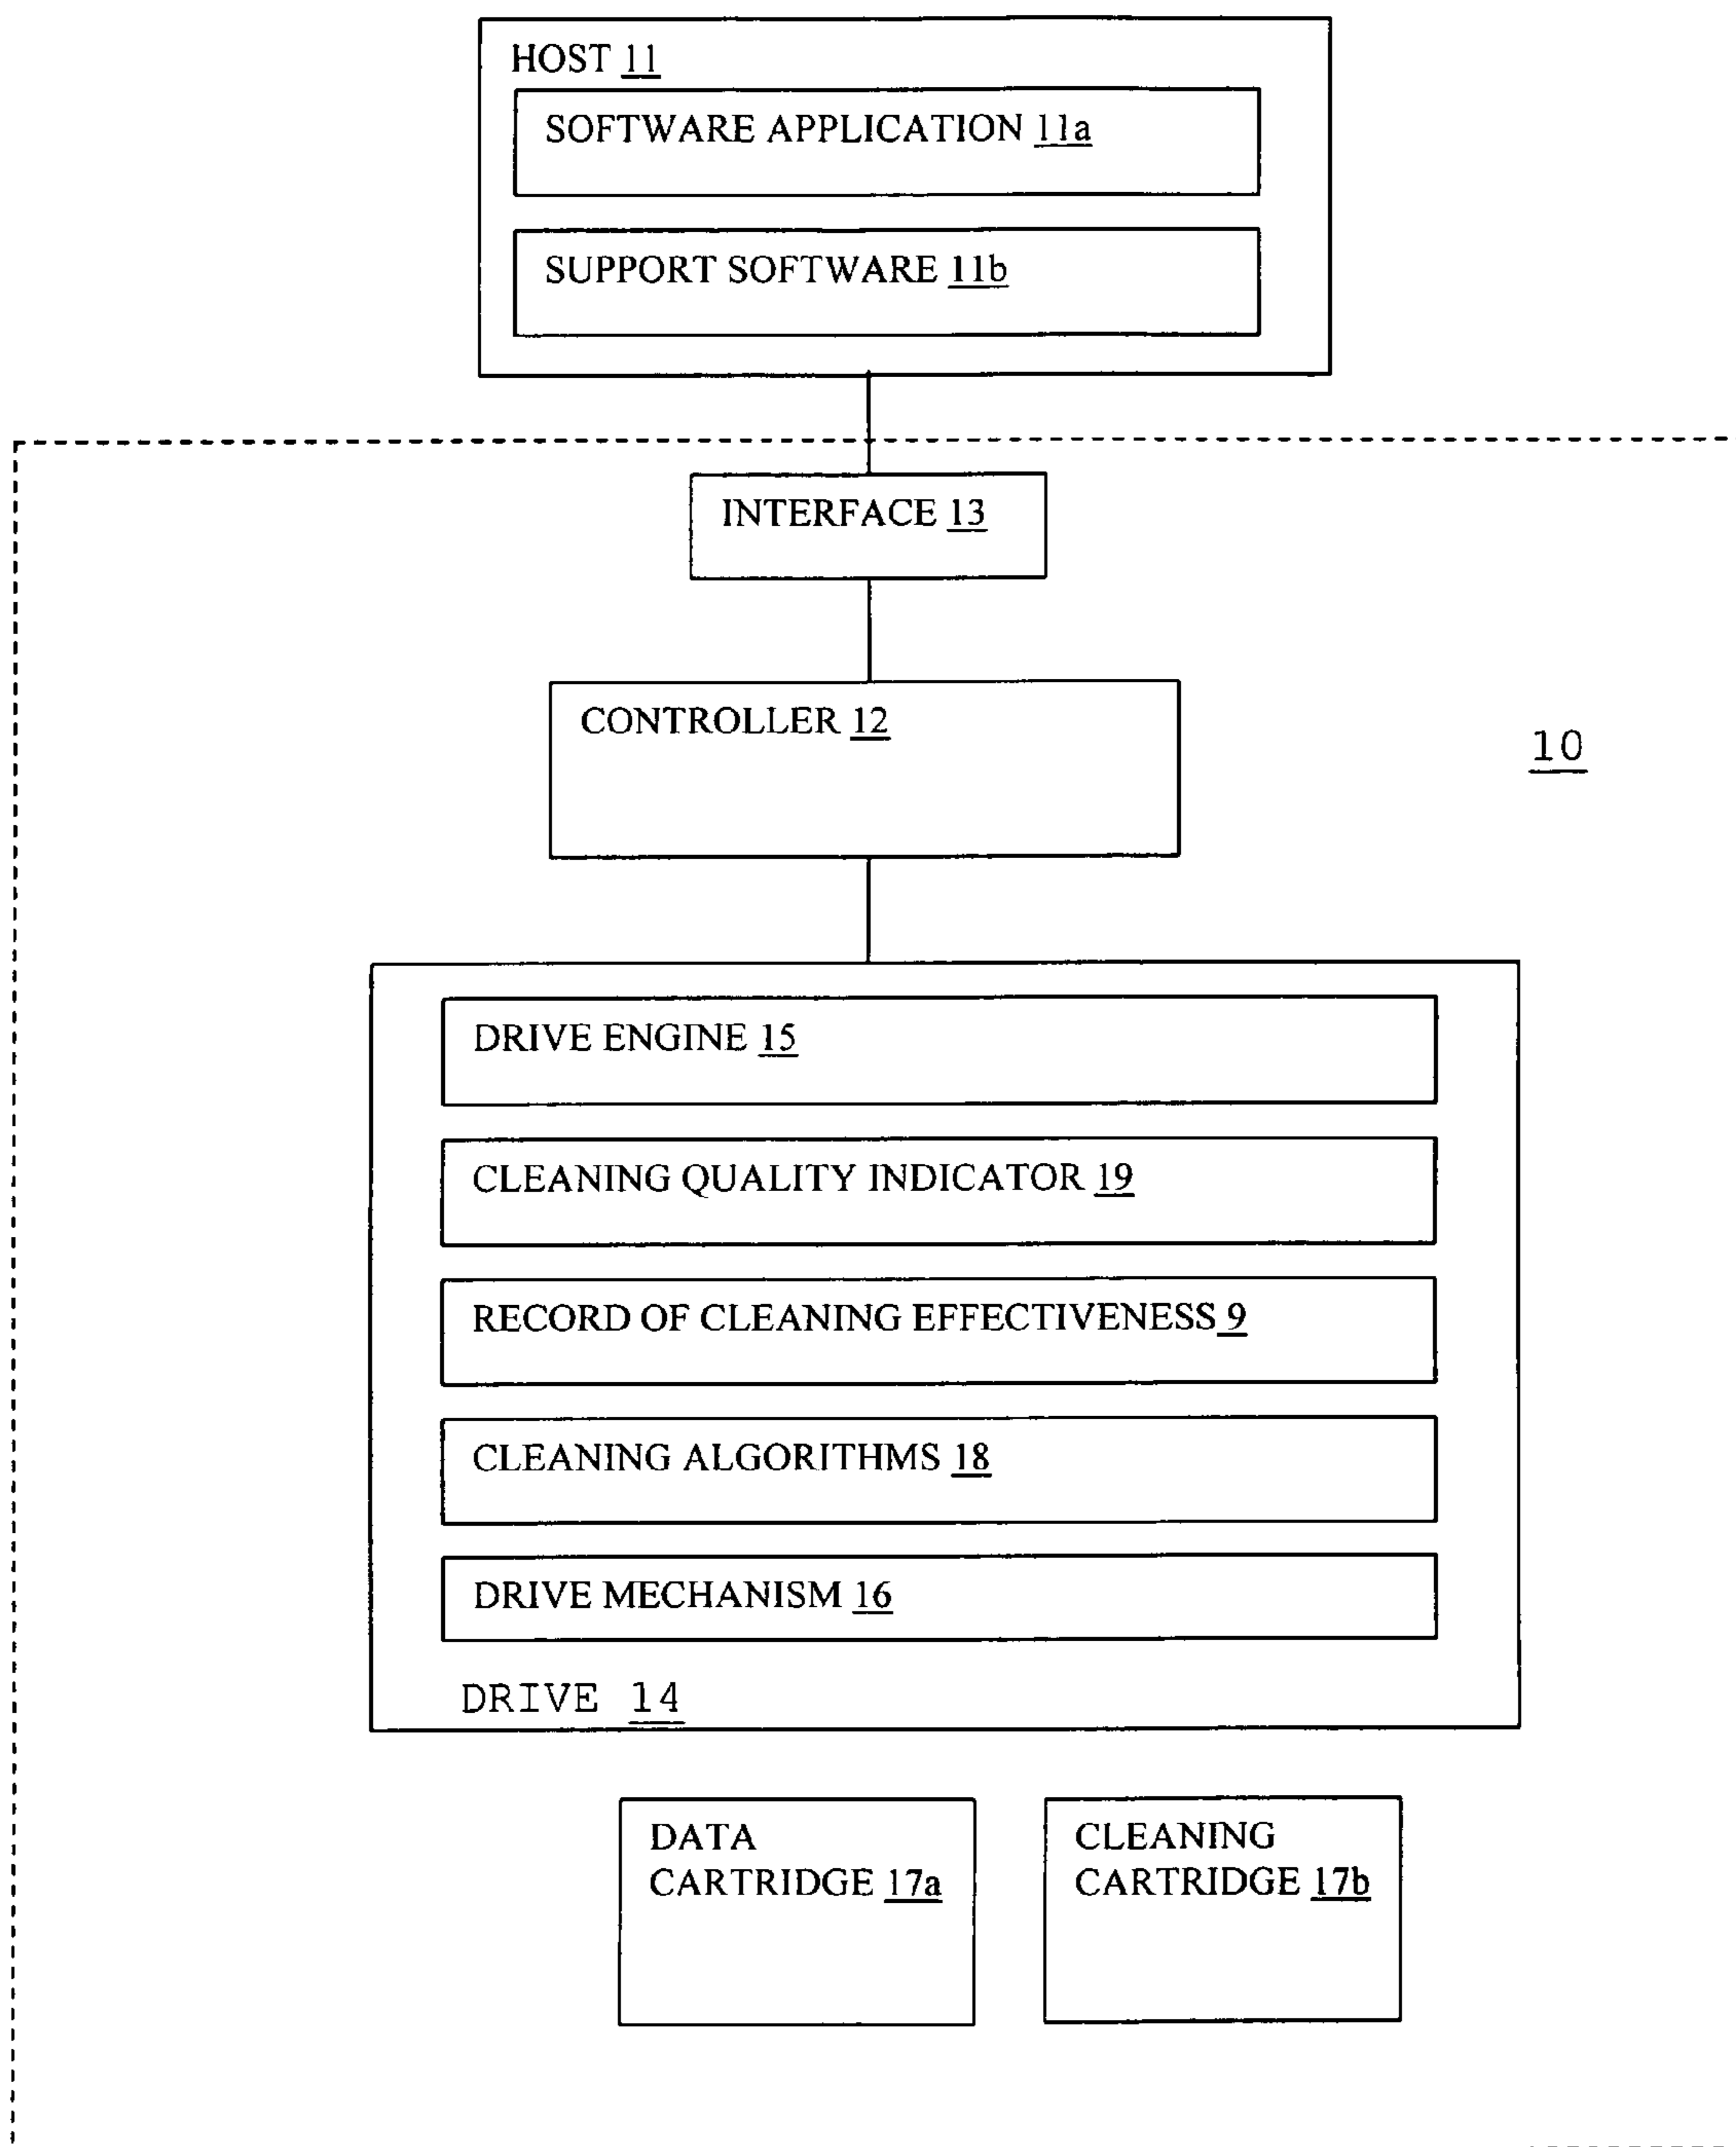 HOST 11
SOFTWARE APPLICATION 11a
SUPPORT SOFTWARE 11b
INTERFACE 13
CONTROLLER 12
10
DRIVE ENGINE 15
CLEANING QUALITY INDICATOR 19
RECORD OF CLEANING EFFECTIVENESS 9
CLEANING ALGORITHMS 18
DRIVE MECHANISM 16
DRIVE 14
DATA
CARTRIDGE 17a
CLEANING
CARTRIDGE 17b